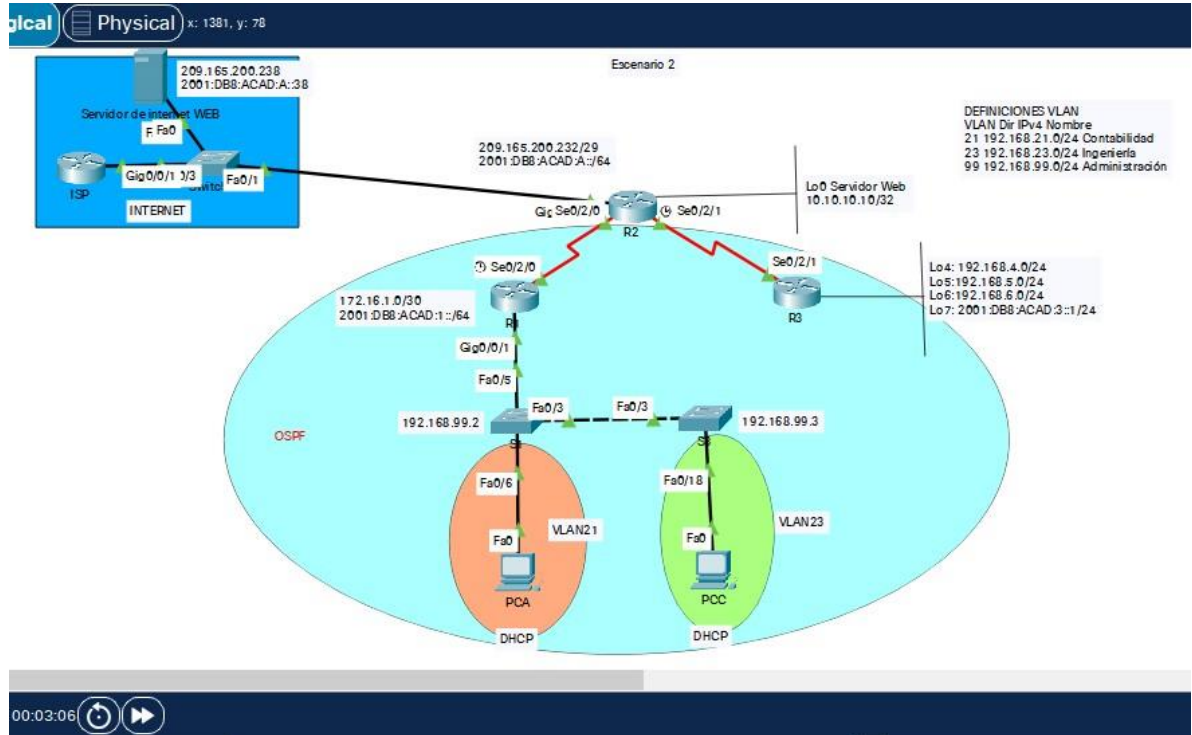 Physical x: 1381, y: 78
Escenario 2
209.165.200.238
2001:DB8:ACAD:A::38
Servidor de internet WEB
Fa0
Gig0/0/1
0/3
Fa0/1
ISP
INTERNET
209.165.200.232/29
2001:DB8:ACAD:A::/64
DEFINICIONES VLAN
VLAN Dir IPv4 Nombre
21 192.168.21.0/24 Contabilidad
23 192.168.23.0/24 Ingeniería
99 192.168.99.0/24 Administración
Lo0 Servidor Web
10.10.10.10/32
Se0/2/0
Se0/2/1
R2
Se0/2/0
Se0/2/1
172.16.1.0/30
2001:DB8:ACAD:1::/64
R3
Lo4: 192.168.4.0/24
Lo5:192.168.5.0/24
Lo6:192.168.6.0/24
Lo7: 2001:DB8:ACAD:3::1/24
Gig0/0/1
Fa0/5
192.168.99.2
Fa0/3
Fa0/3
192.168.99.3
OSPF
Fa0/6
Fa0/18
VLAN21
VLAN23
Fa0
Fa0
PCA
PCC
DHCP
DHCP
00:03:06